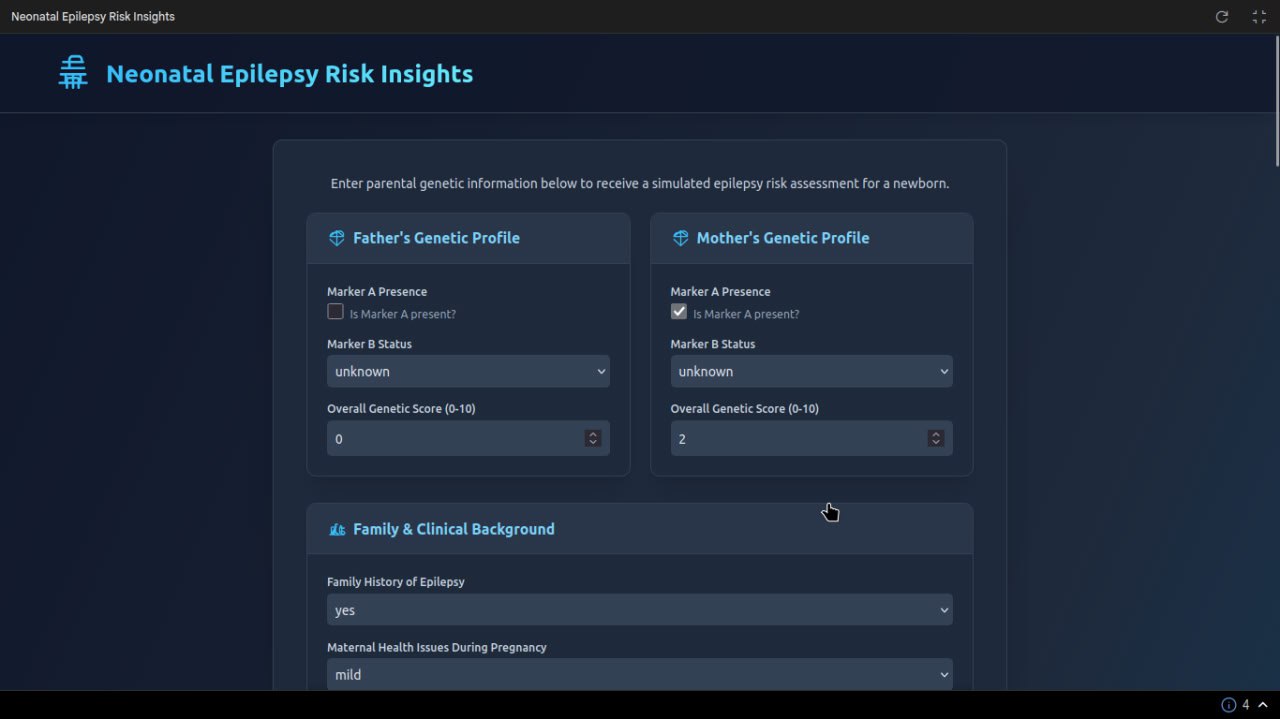 Neonatal Epilepsy Risk Insights
Neonatal Epilepsy Risk Insights
Enter parental genetic information below to receive a simulated epilepsy risk assessment for a newborn.
Father's Genetic Profile
Marker A Presence
Is Marker A present?
Marker B Status
unknown
Overall Genetic Score (0-10)
0
Mother's Genetic Profile
Marker A Presence
Is Marker A present?
Marker B Status
unknown
Overall Genetic Score (0-10)
2
Family & Clinical Background
Family History of Epilepsy
yes
Maternal Health Issues During Pregnancy
mild
4